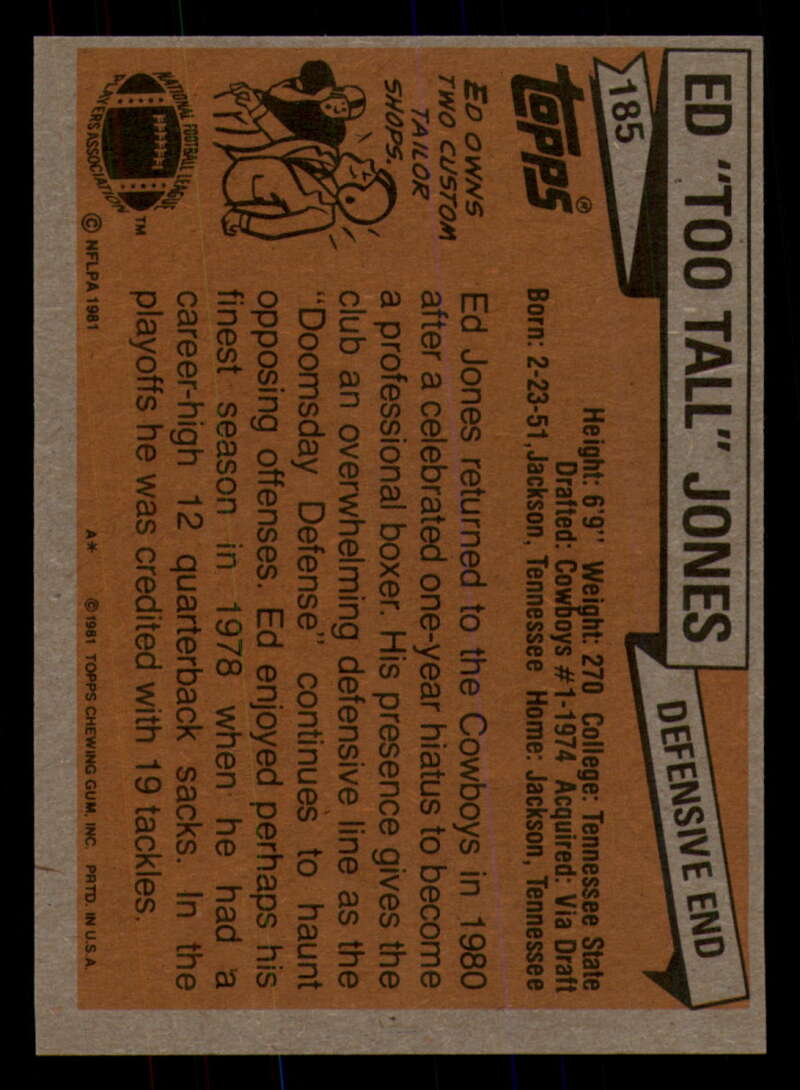 ED "TOO TALL" JONES
DEFENSIVE END
185
TOPPS®
Height: 6'9" Weight: 270 College: Tennessee State
Drafted: Cowboys #1-1974 Acquired: Via Draft
Born: 2-23-51, Jackson, Tennessee Home: Jackson, Tennessee
ED OWNS
TWO CUSTOM
TAILOR
SHOPS.
Ed Jones returned to the Cowboys in 1980
after a celebrated one-year hiatus to become
a professional boxer. His presence gives the
club an overwhelming defensive line as the
"Doomsday Defense" continues to haunt
opposing offenses. Ed enjoyed perhaps his
finest season in 1978 when he had a
career-high 12 quarterback sacks. In the
playoffs he was credited with 19 tackles.
NATIONAL FOOTBALL LEAGUE
PLAYERS ASSOCIATION
™
© NFLPA 1981
A* © 1981 TOPPS CHEWING GUM, INC. PRTD. IN U.S.A.